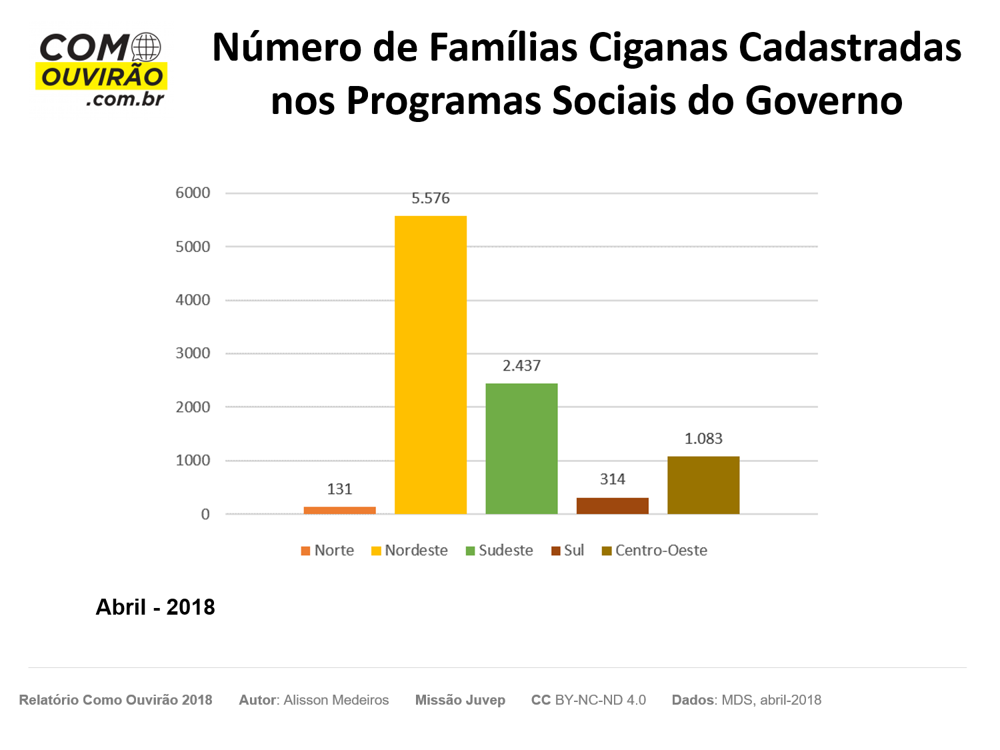 COMO
OUVIRÃO
.com.br
Número de Famílias Ciganas Cadastradas
nos Programas Sociais do Governo
6000
5.576
5000
4000
3000
2.437
2000
1.083
1000
314
131
0
Norte Nordeste Sudeste Sul Centro-Oeste
Abril - 2018
Relatório Como Ouvirão 2018 Autor: Alisson Medeiros Missão Juvep CC BY-NC-ND 4.0 Dados: MDS, abril-2018